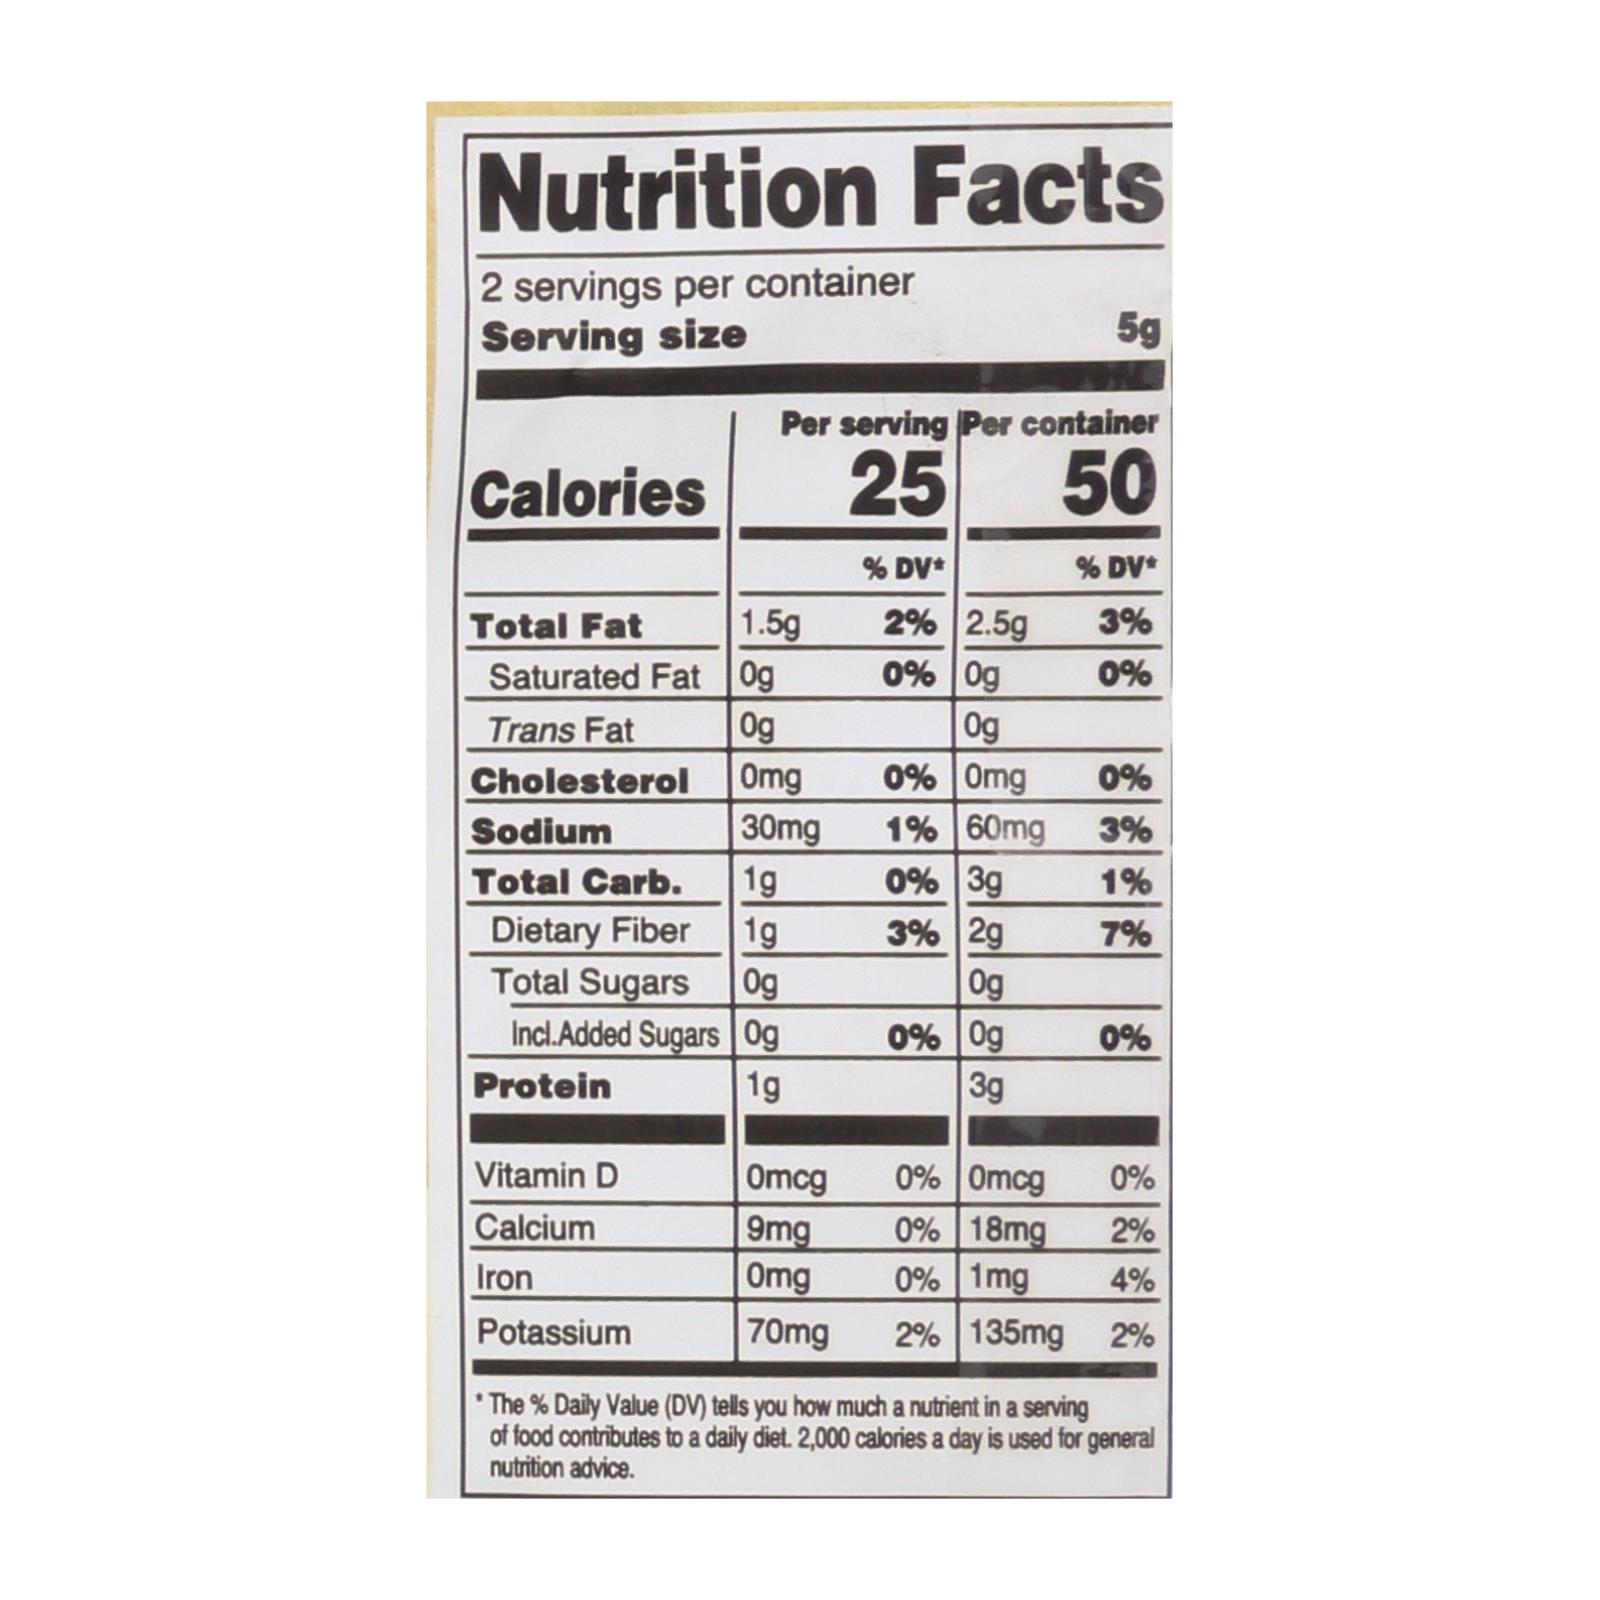 Nutrition Facts
2 servings per container
Serving size 5g
Per serving Per container
Calories 25 50
% DV* % DV*
Total Fat 1.5g 2% 2.5g 3%
Saturated Fat 0g 0% 0g 0%
Trans Fat 0g 0g
Cholesterol 0mg 0% 0mg 0%
Sodium 30mg 1% 60mg 3%
Total Carb. 1g 0% 3g 1%
Dietary Fiber 1g 3% 2g 7%
Total Sugars 0g 0g
Incl.Added Sugars 0g 0% 0g 0%
Protein 1g 3g
Vitamin D 0mcg 0% 0mcg 0%
Calcium 9mg 0% 18mg 2%
Iron 0mg 0% 1mg 4%
Potassium 70mg 2% 135mg 2%
* The % Daily Value (DV) tells you how much a nutrient in a serving
of food contributes to a daily diet. 2,000 calories a day is used for general
nutrition advice.